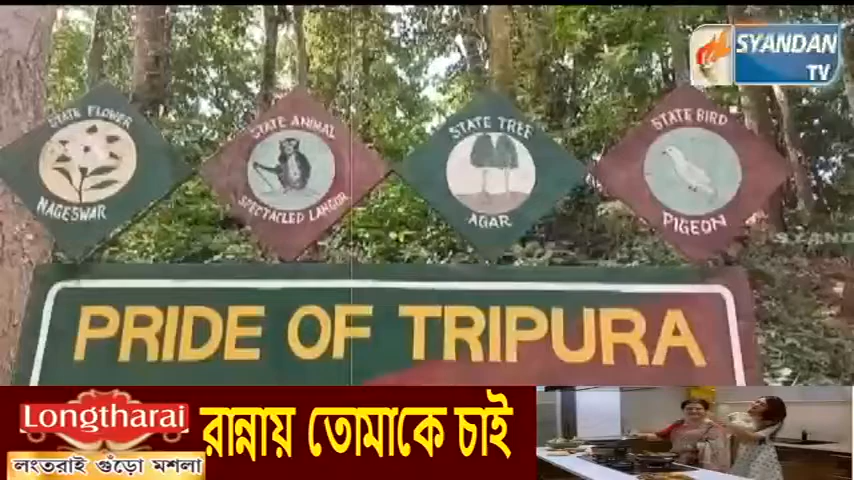 SYANDAN
TV
STATE FLOWER
NAGESWAR
STATE ANIMAL
SPECTACLED LANGUR
STATE TREE
AGAR
STATE BIRD
PIGEON
PRIDE OF TRIPURA
Longtharai
লংতরাই গুঁড়ো মশলা
রান্নায় তোমাকে চাই